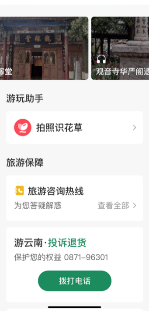 观音寺华严阁遗
游玩助手
拍照识花草
旅游保障
旅游咨询热线
为您答疑解惑 查看全部
游云南·投诉退货
保护您的权益 0871-96301
拨打电话